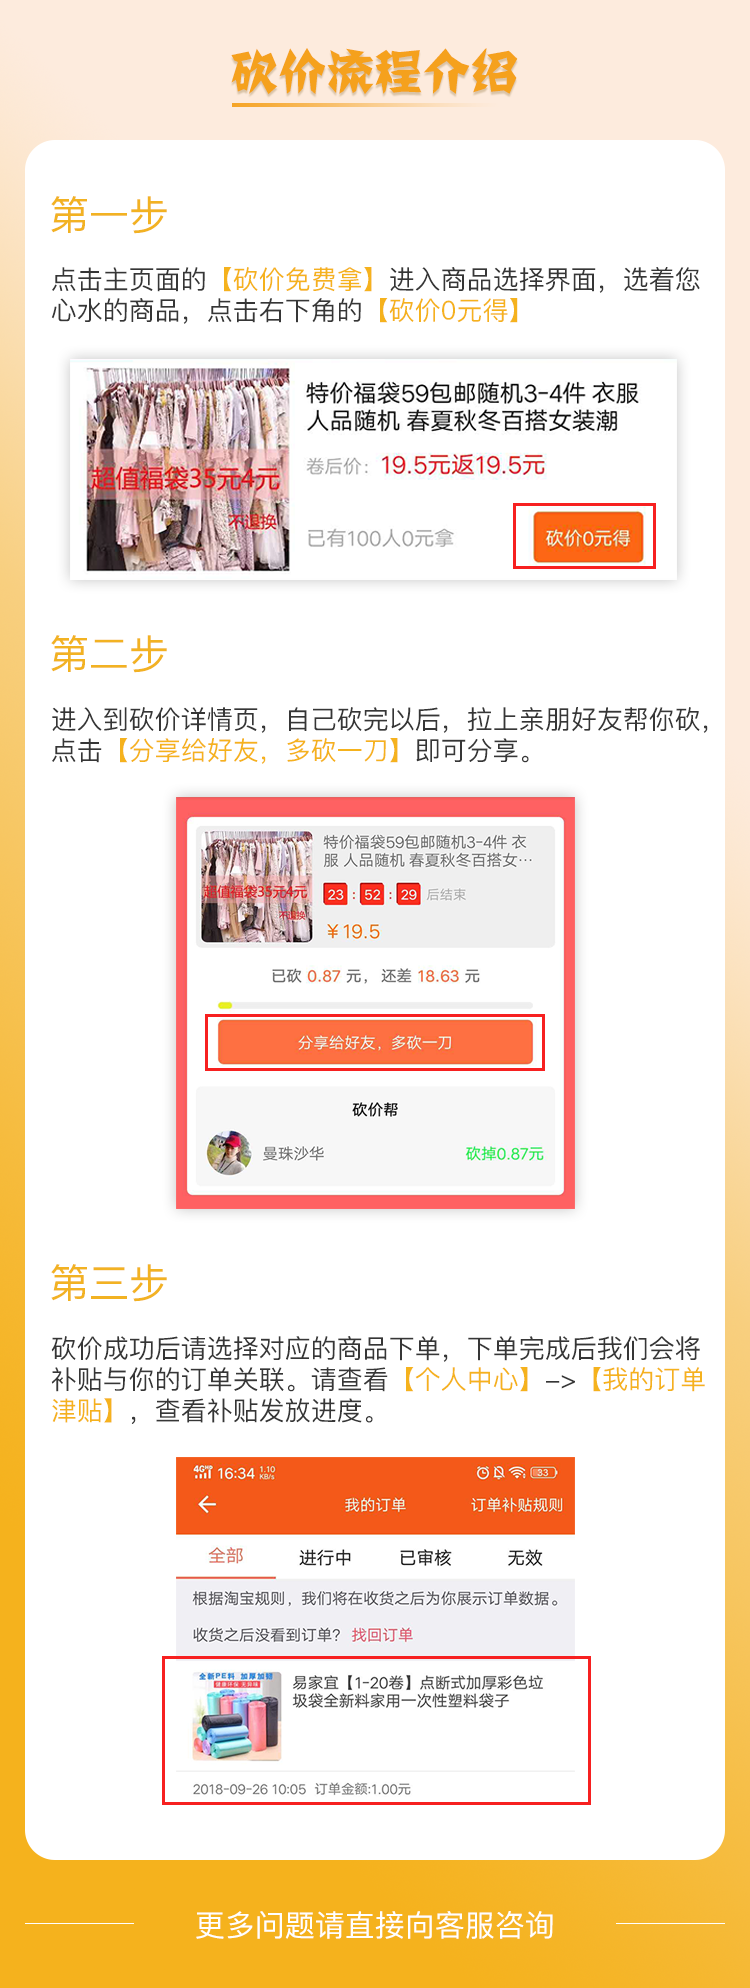 砍价流程介绍
第一步
点击主页面的【砍价免费拿】进入商品选择界面，选着您
心水的商品，点击右下角的【砍价0元得】
超值福袋35元4元
不退换
特价福袋59包邮随机3-4件 衣服
人品随机 春夏秋冬百搭女装潮
卷后价：19.5元返19.5元
已有100人0元拿
砍价0元得
第二步
进入到砍价详情页，自己砍完以后，拉上亲朋好友帮你砍，
点击【分享给好友，多砍一刀】即可分享。
超值福袋35元4元
不退换
特价福袋59包邮随机3-4件 衣
服 人品随机 春夏秋冬百搭女…
23 : 52 : 29 后结束
￥19.5
已砍 0.87 元，还差 18.63 元
分享给好友，多砍一刀
砍价帮
曼珠沙华
砍掉0.87元
第三步
砍价成功后请选择对应的商品下单，下单完成后我们会将
补贴与你的订单关联。请查看【个人中心】->【我的订单
津贴】，查看补贴发放进度。
4GHD 16:34 1.10 KB/s
83
我的订单
订单补贴规则
全部 进行中 已审核 无效
根据淘宝规则，我们将在收货之后为你展示订单数据。
收货之后没看到订单？ 找回订单
全新PE料 加厚加韧
健康环保 无异味
易家宜【1-20卷】点断式加厚彩色垃
圾袋全新料家用一次性塑料袋子
2018-09-26 10:05 订单金额:1.00元
更多问题请直接向客服咨询